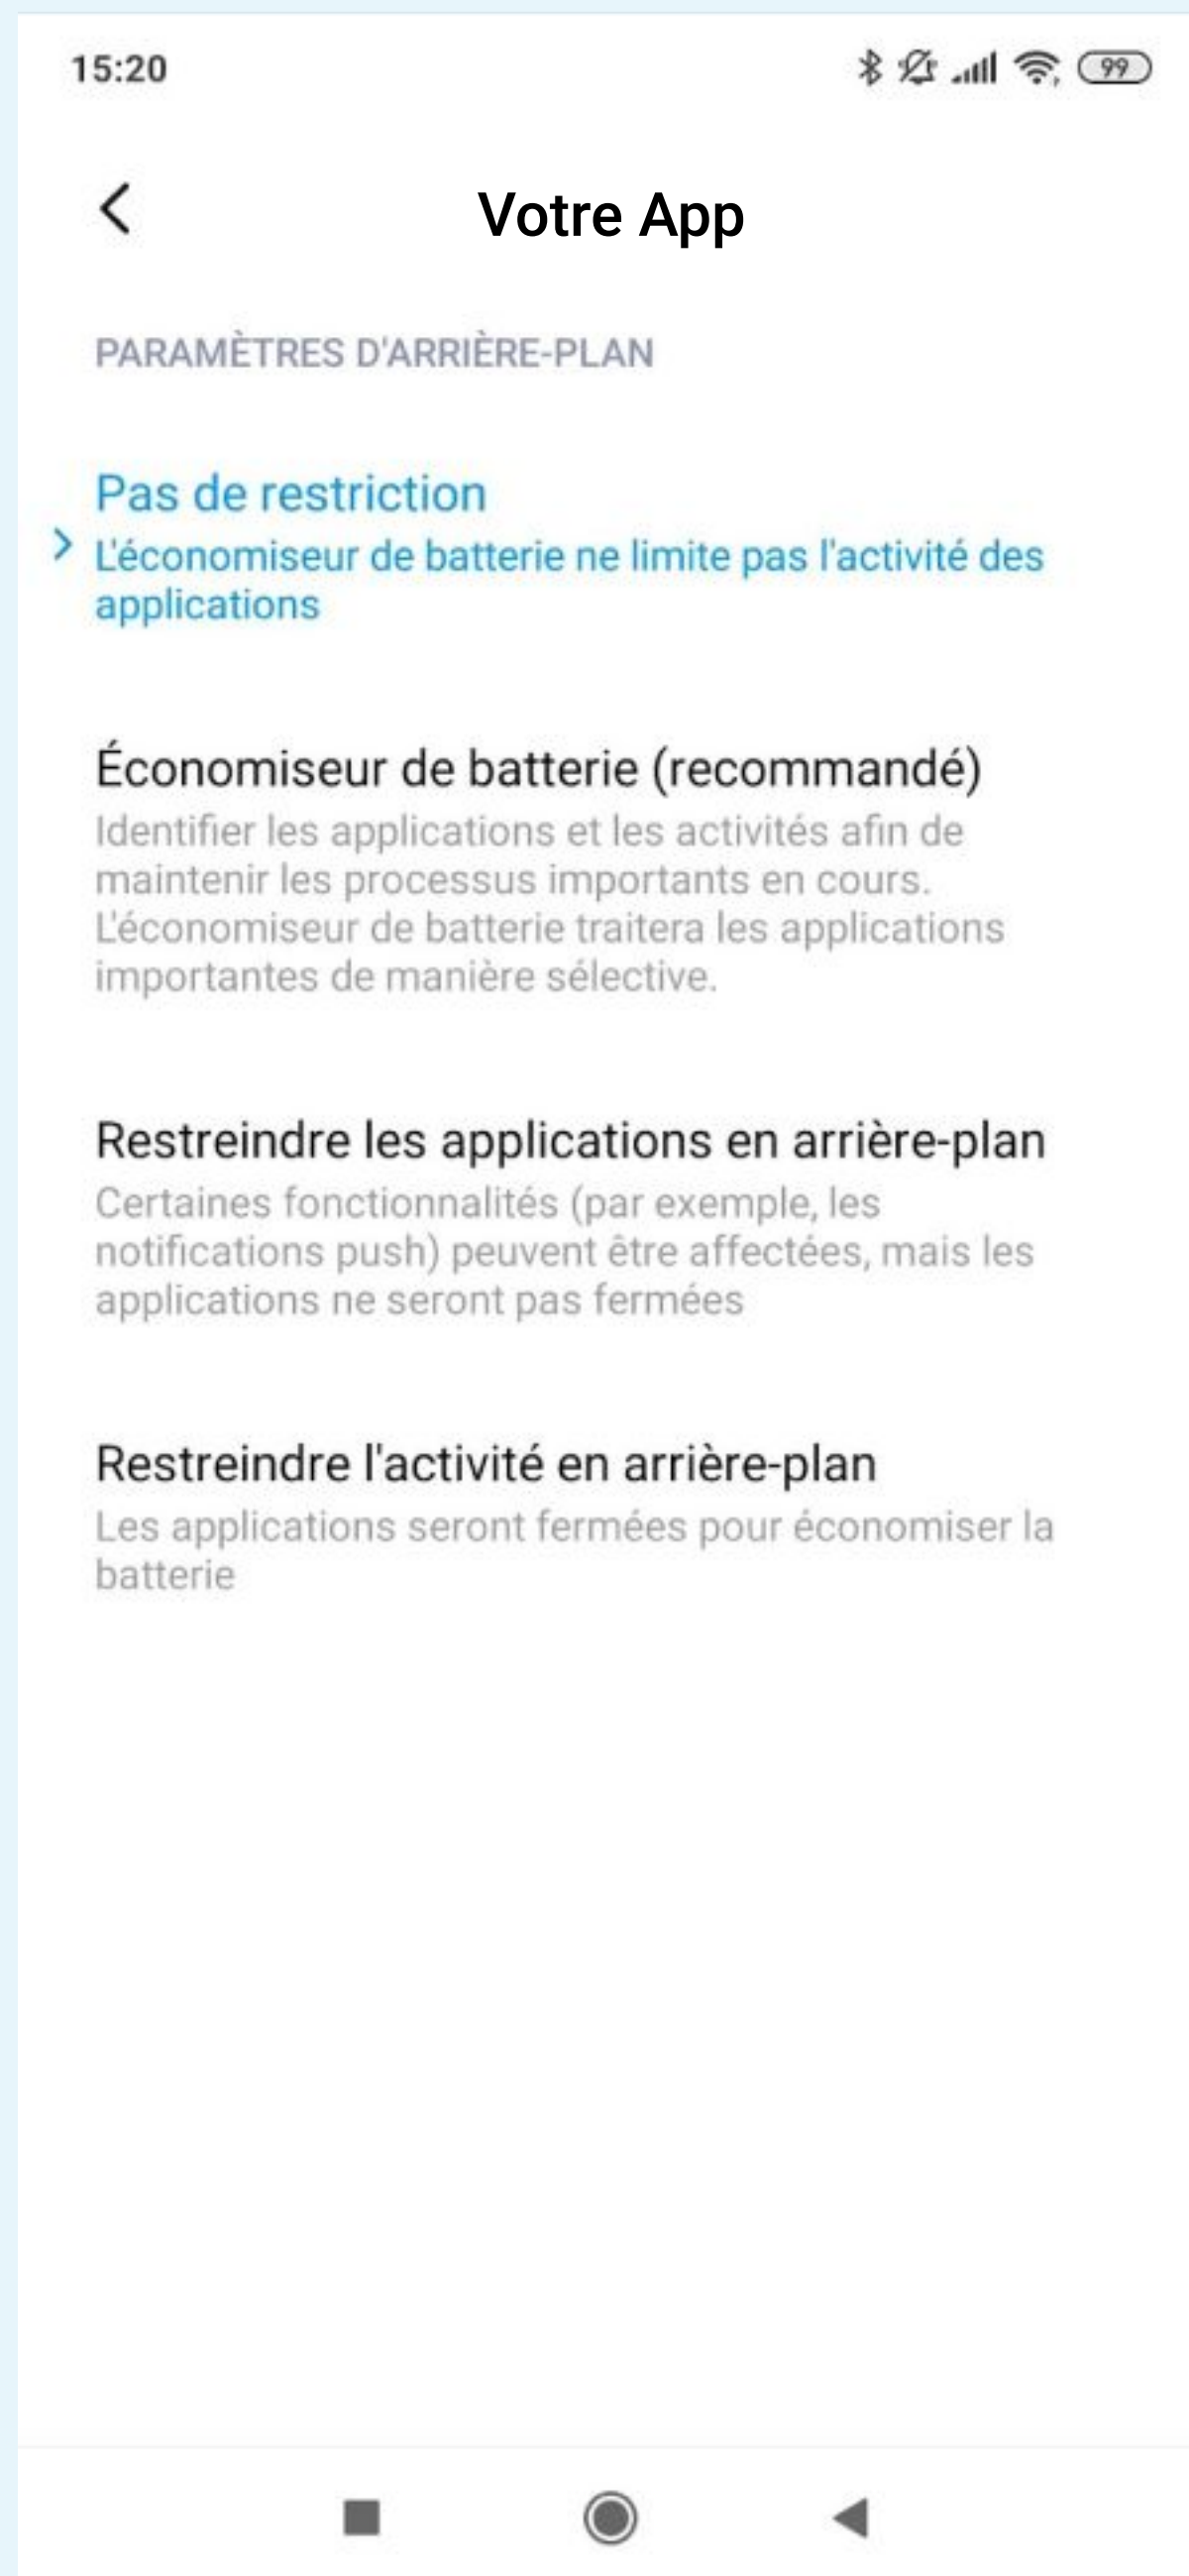 15:20
99
Votre App
PARAMÈTRES D'ARRIÈRE-PLAN
Pas de restriction
L'économiseur de batterie ne limite pas l'activité des
applications
Économiseur de batterie (recommandé)
Identifier les applications et les activités afin de
maintenir les processus importants en cours.
L'économiseur de batterie traitera les applications
importantes de manière sélective.
Restreindre les applications en arrière-plan
Certaines fonctionnalités (par exemple, les
notifications push) peuvent être affectées, mais les
applications ne seront pas fermées
Restreindre l'activité en arrière-plan
Les applications seront fermées pour économiser la
batterie